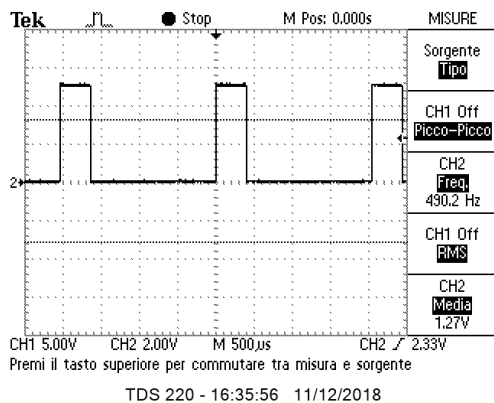 Tek Stop M Pos: 0.000s MISURE
Sorgente
Tipo
CH1 Off
Picco-Picco
CH2
Freq.
490.2 Hz
CH1 Off
RMS
CH2
Media
1.27V
2
CH1 5.00V CH2 2.00V M 500µs CH2 2.33V
Premi il tasto superiore per commutare tra misura e sorgente
TDS 220 - 16:35:56 11/12/2018